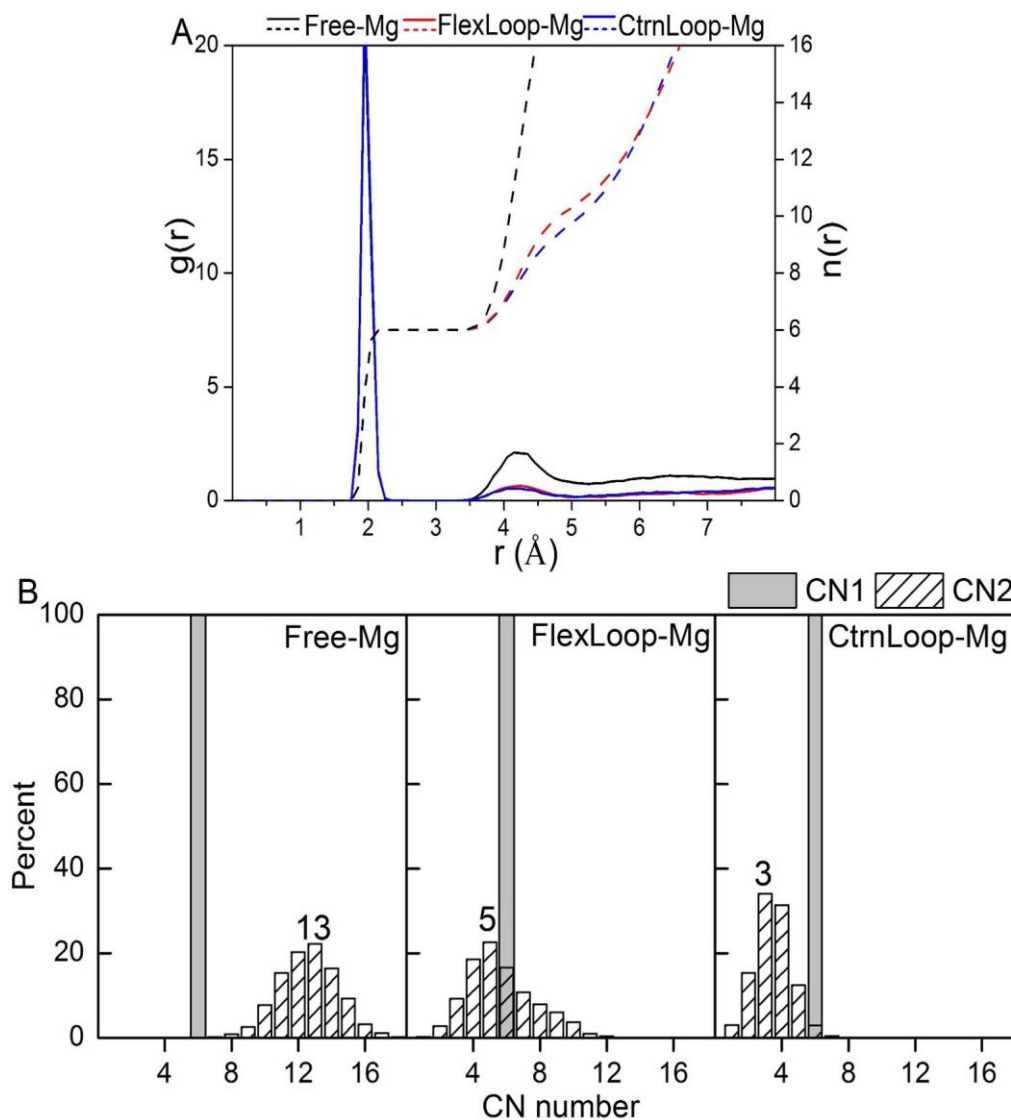 A
Free-Mg FlexLoop-Mg CtrnLoop-Mg
20 16
14
15 12
10
10 8
6
5 4
2
0 0
1 2 3 4 5 6 7
g(r)
n(r)
r (Å)
B
CN1 CN2
100
80
60
40
20
0
Percent
Free-Mg FlexLoop-Mg CtrnLoop-Mg
13 5 3
4 8 12 16 4 8 12 16 4 8 12 16
CN number